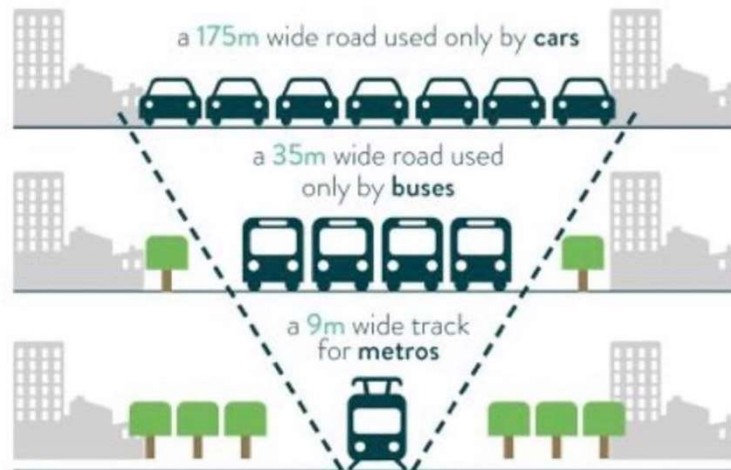 a 175m wide road used only by cars
a 35m wide road used
only by buses
a 9m wide track
for metros